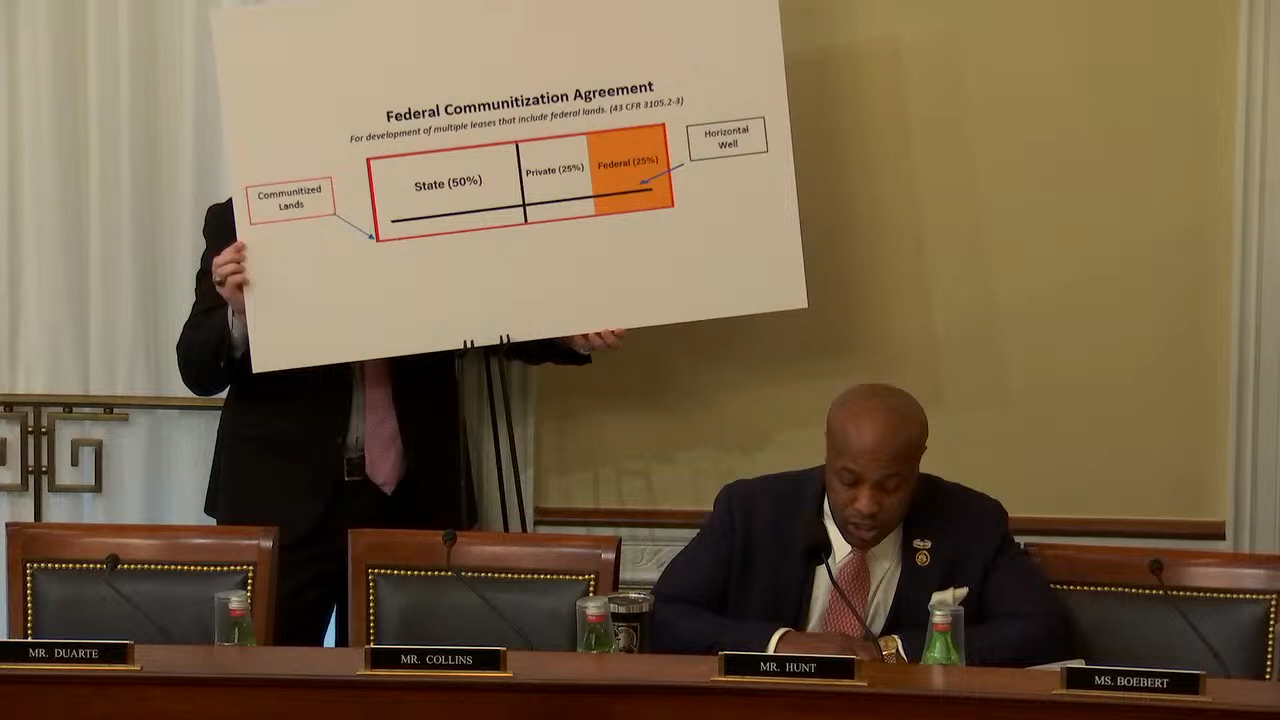 Federal Communitization Agreement
For development of multiple leases that include federal lands. (43 CFR 3105.2-3)
Horizontal
Well
Communitized
Lands
State (50%)
Private (25%)
Federal (25%)
MR. DUARTE
MR. COLLINS
MR. HUNT
MS. BOEBERT